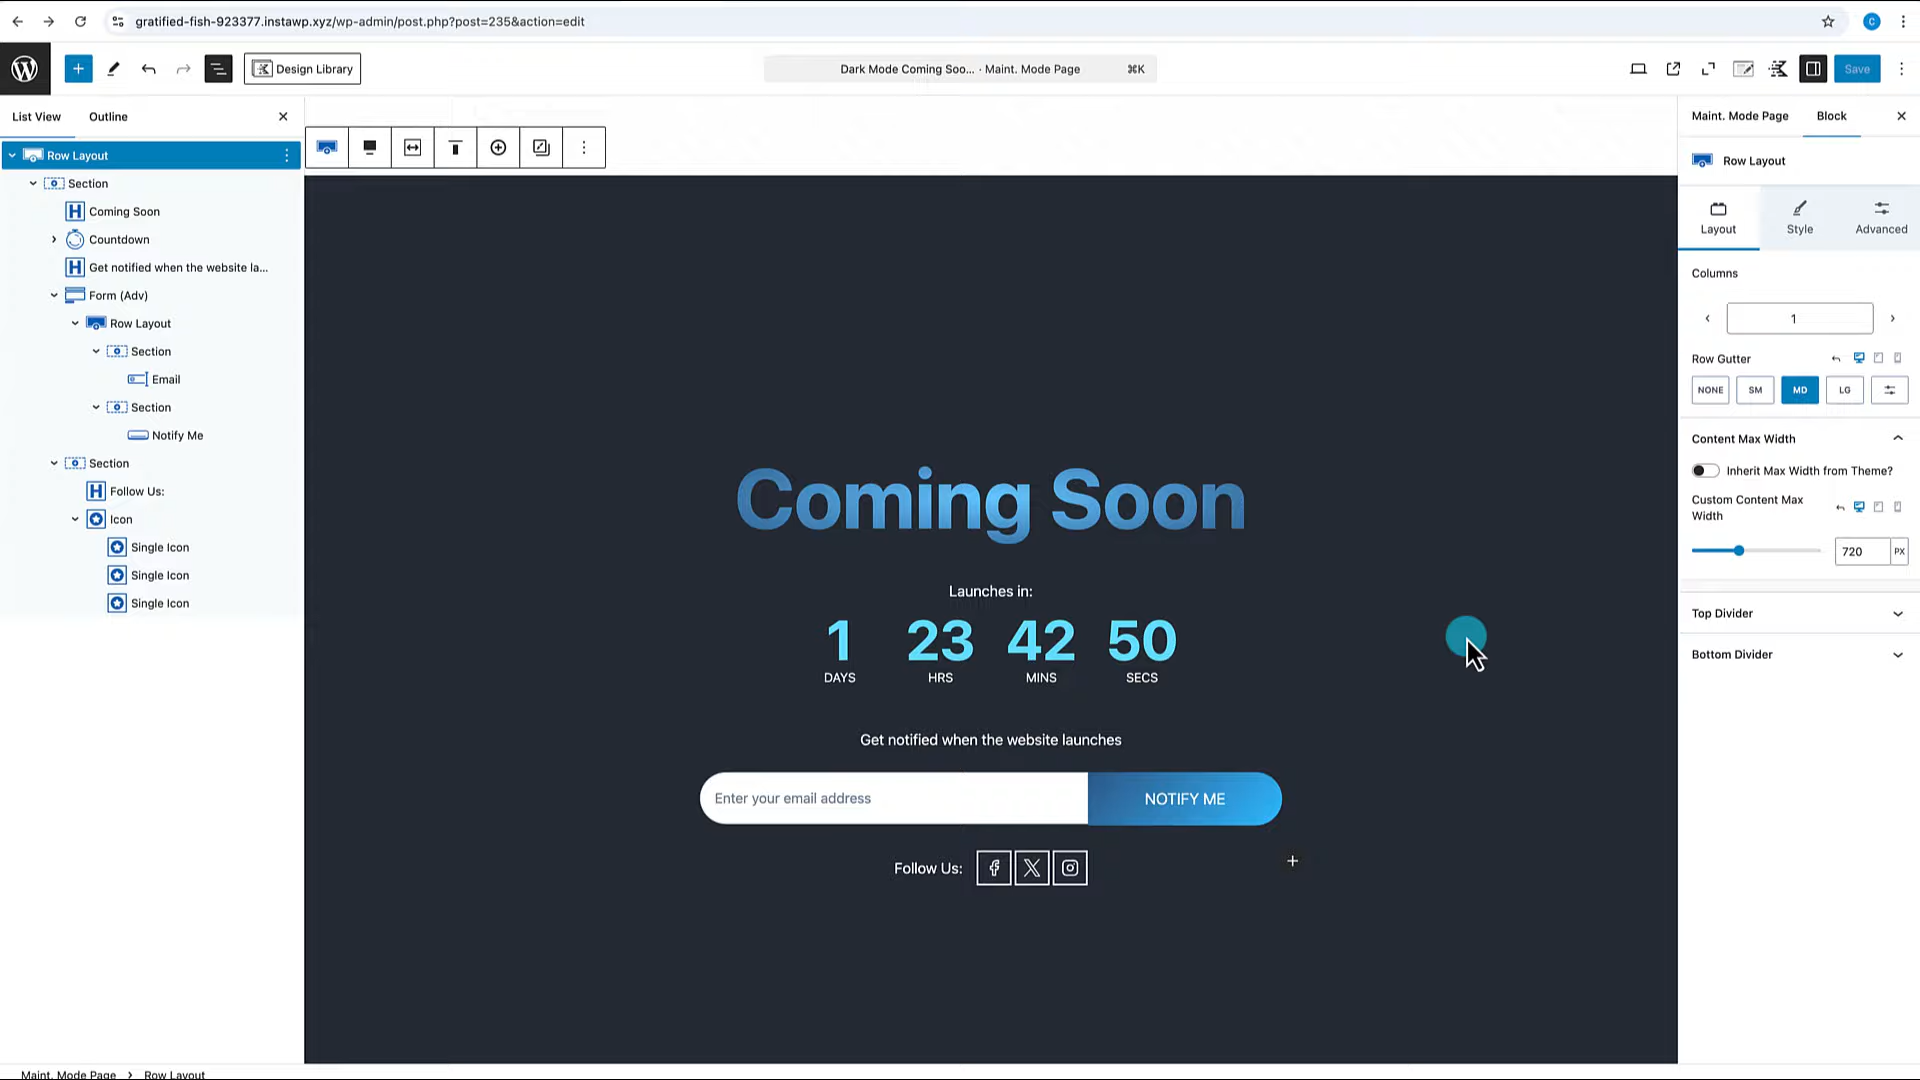 gratified-fish-923377.instawp.xyz/wp-admin/post.php?post=235&action=edit
C
Design Library
Dark Mode Coming Soo... · Maint. Mode Page ⌘K
Save
List View
Outline
Row Layout
Section
Coming Soon
Countdown
Get notified when the website la...
Form (Adv)
Row Layout
Section
Email
Section
Notify Me
Section
Follow Us:
Icon
Single Icon
Single Icon
Single Icon
Coming Soon
Launches in:
1 23 42 50
DAYS HRS MINS SECS
Get notified when the website launches
Enter your email address
NOTIFY ME
Follow Us:
Maint. Mode Page
Block
Row Layout
Layout
Style
Advanced
Columns
1
Row Gutter
NONE SM MD LG
Content Max Width
Inherit Max Width from Theme?
Custom Content Max
Width
720 PX
Top Divider
Bottom Divider
Maint. Mode Page > Row Layout